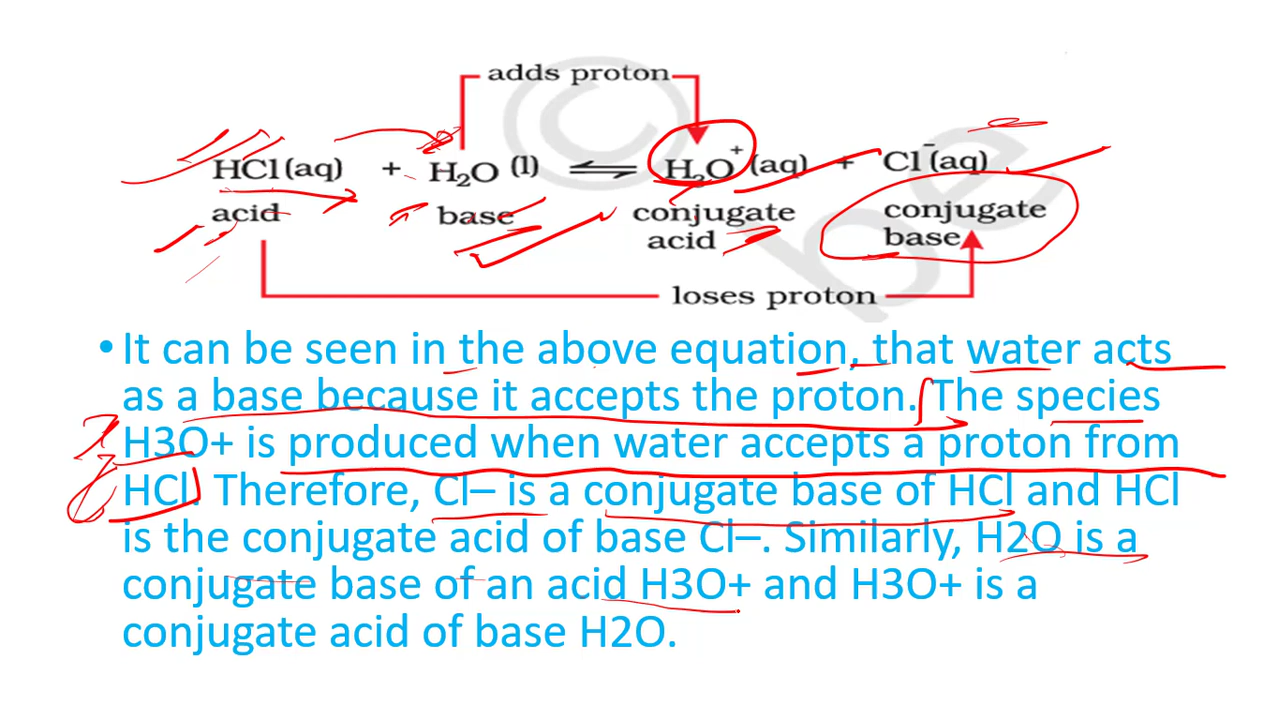 adds proton
HCl(aq) + H₂O (l) ⇌ H₃O⁺ (aq) + Cl⁻(aq)
acid base conjugate acid conjugate base
loses proton
• It can be seen in the above equation, that water acts
as a base because it accepts the proton. The species
H3O+ is produced when water accepts a proton from
HCl. Therefore, Cl– is a conjugate base of HCl and HCl
is the conjugate acid of base Cl–. Similarly, H2O is a
conjugate base of an acid H3O+ and H3O+ is a
conjugate acid of base H2O.